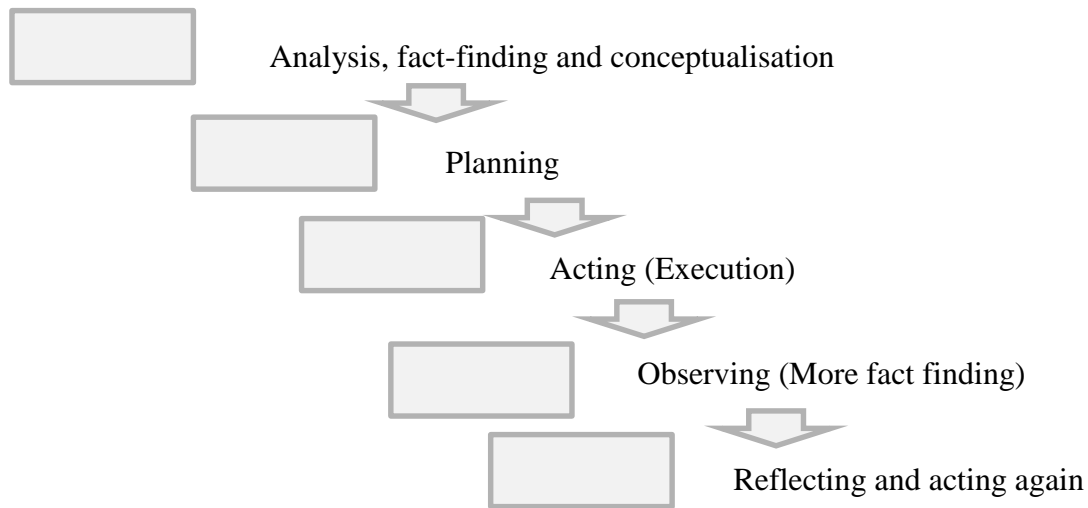 Analysis, fact-finding and conceptualisation
Planning
Acting (Execution)
Observing (More fact finding)
Reflecting and acting again